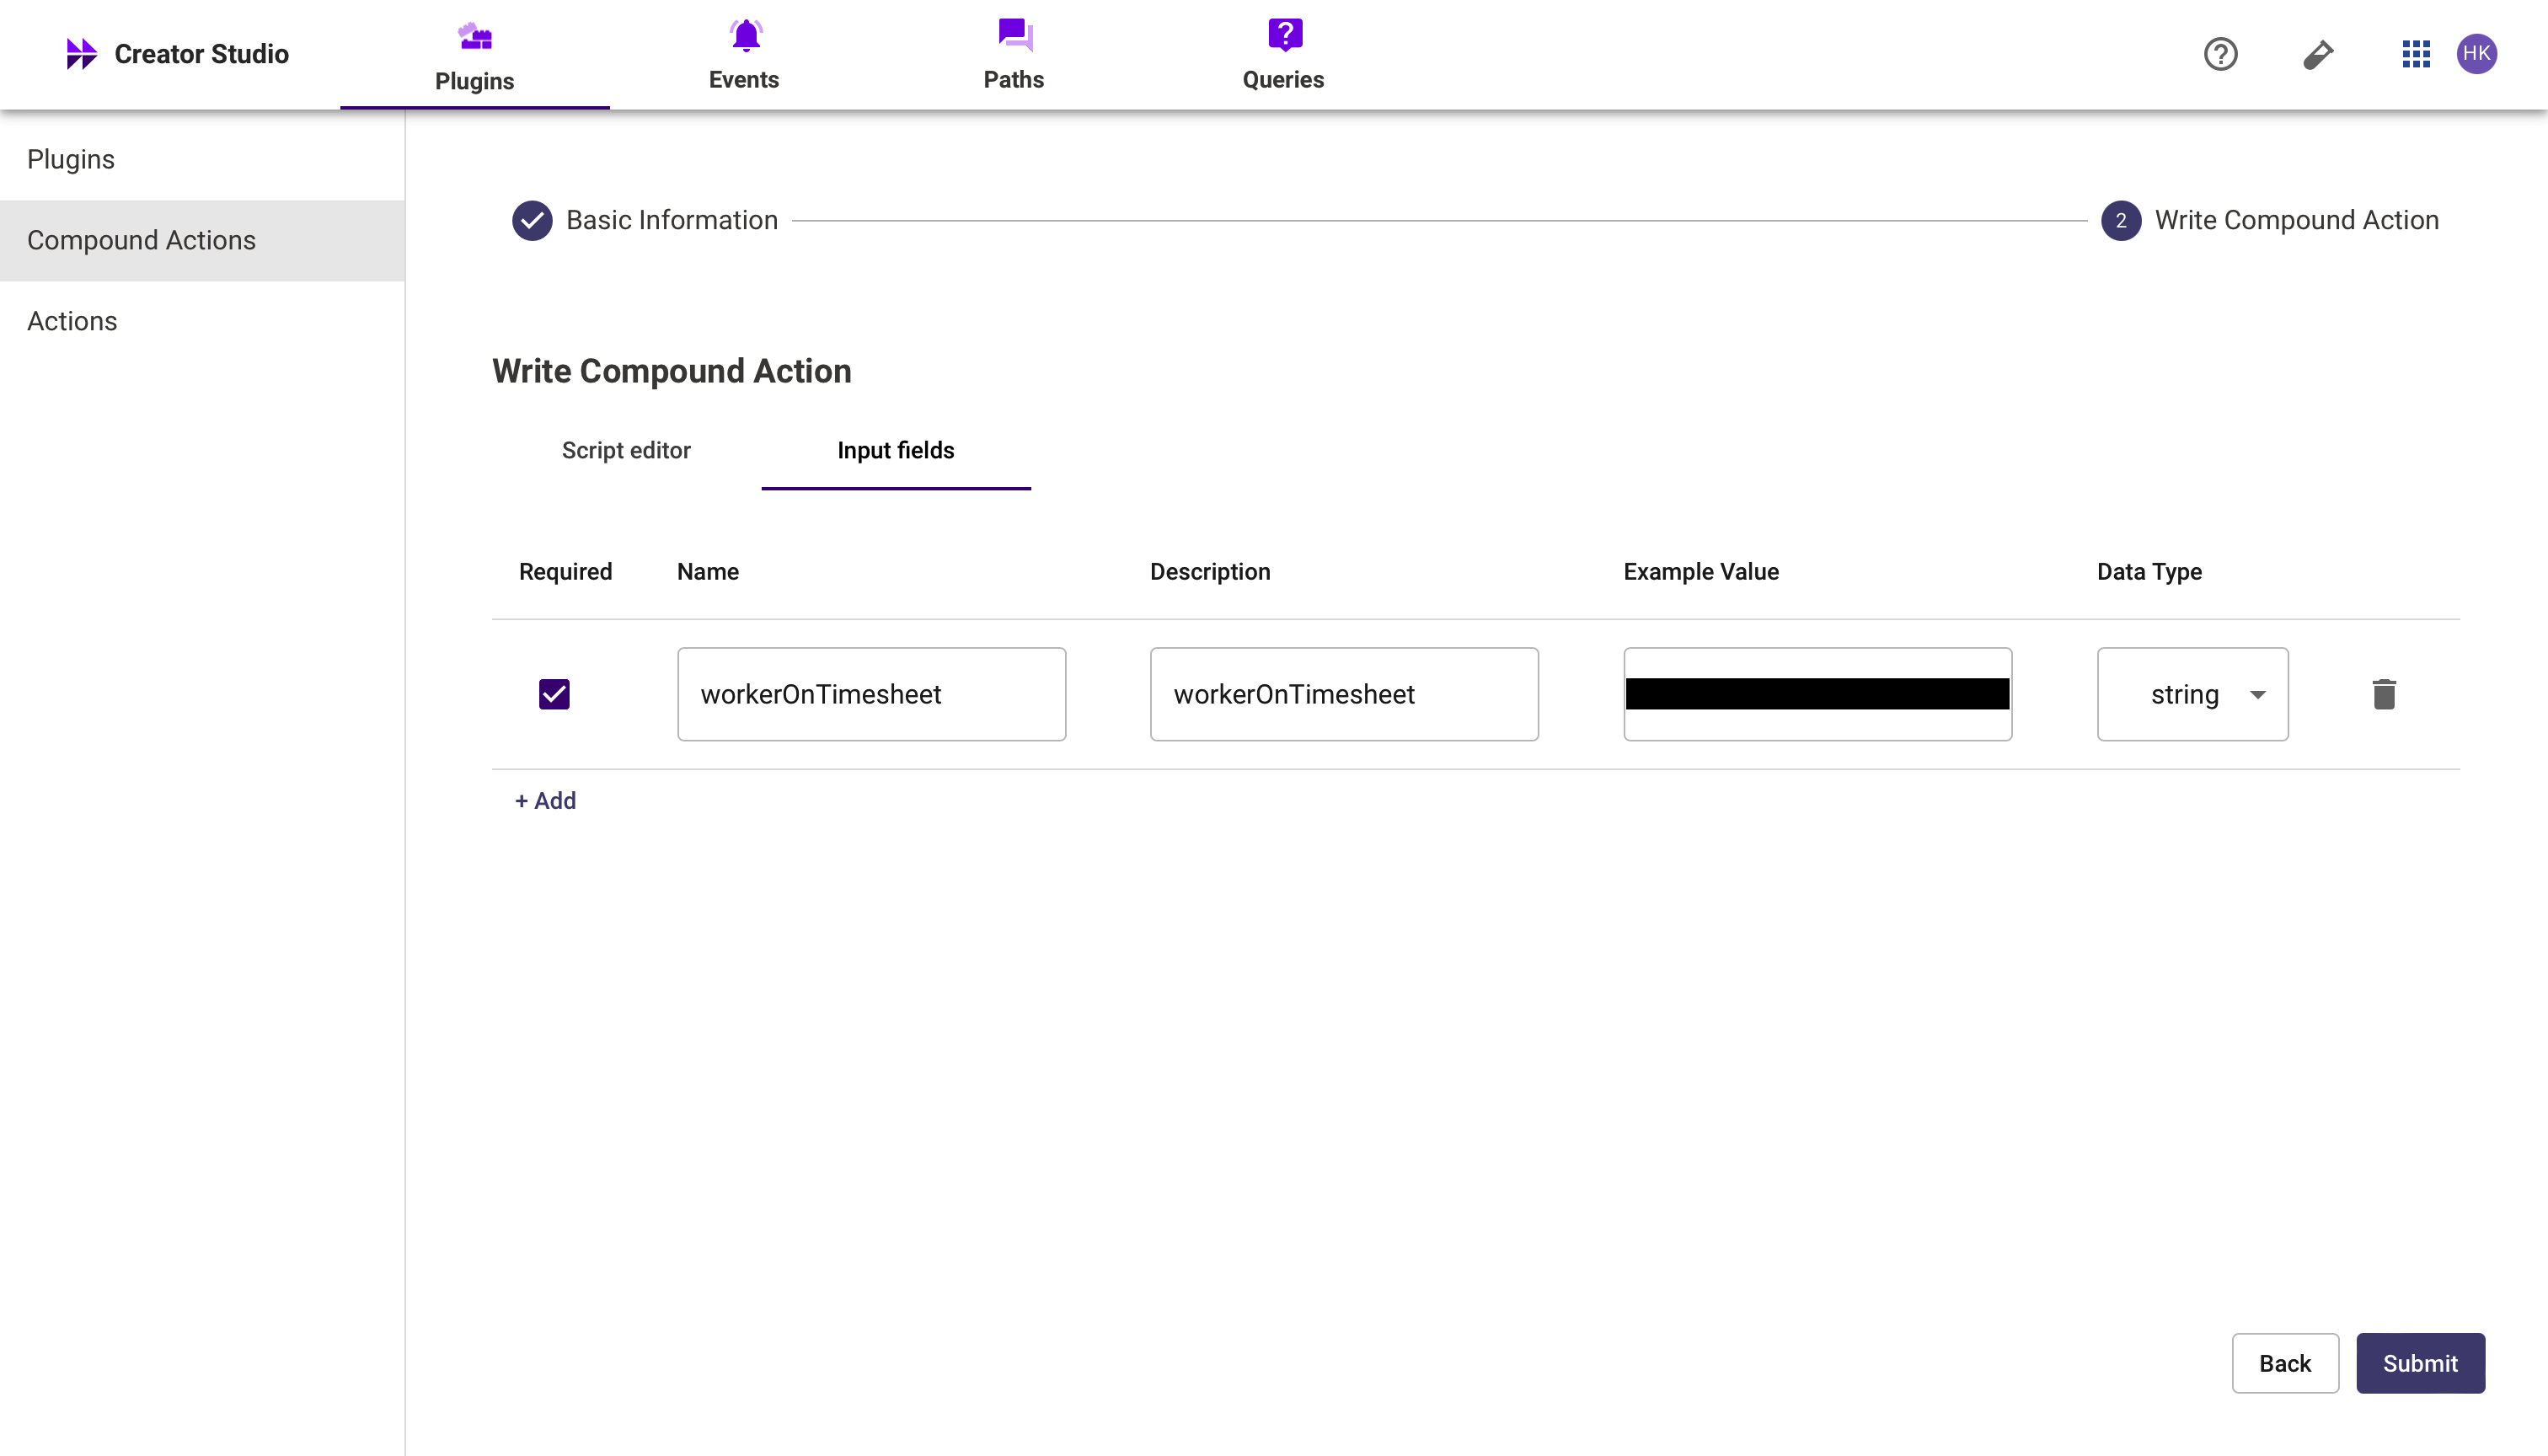 Creator Studio
Plugins
Events
Paths
Queries
HK
Plugins
Compound Actions
Actions
Basic Information
2 Write Compound Action
Write Compound Action
Script editor
Input fields
Required Name Description Example Value Data Type
workerOnTimesheet workerOnTimesheet string
+ Add
Back
Submit